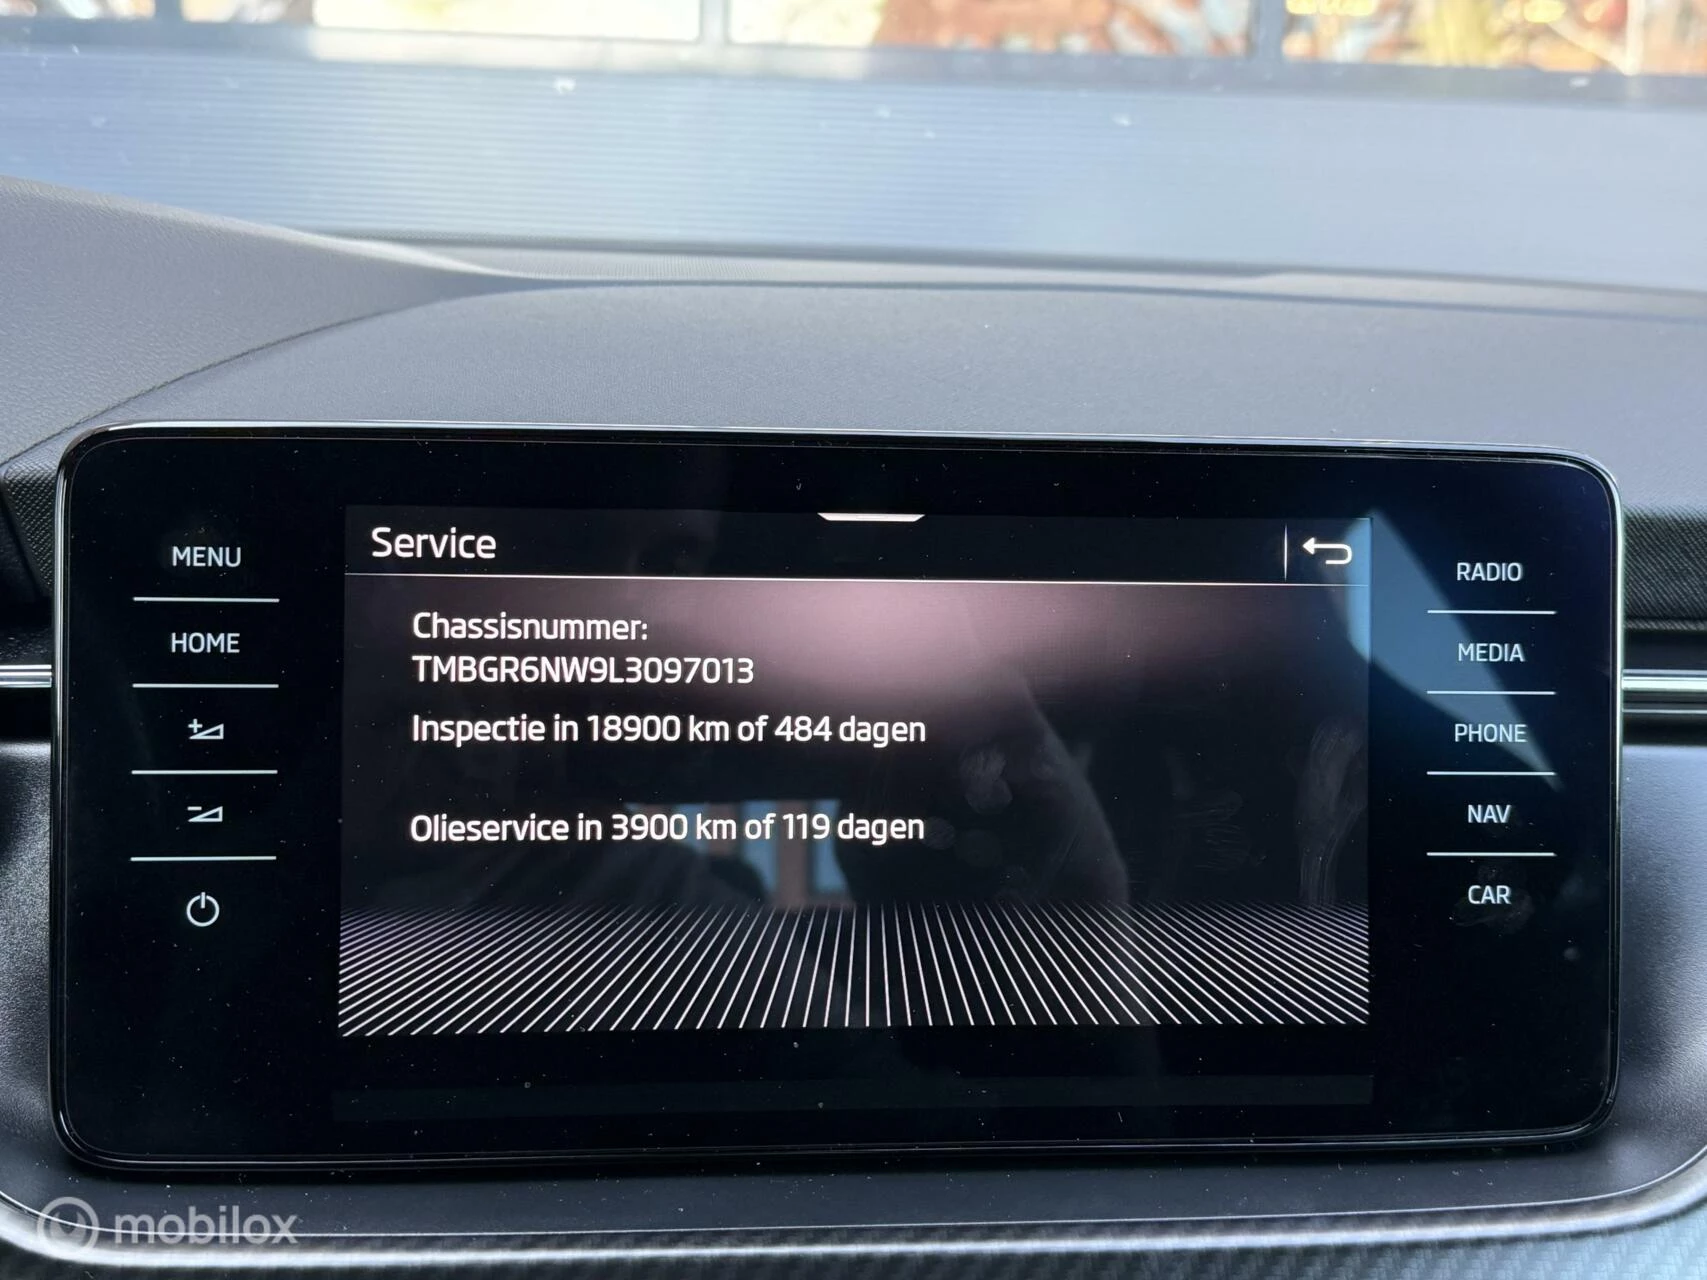 Service
MENU
HOME
RADIO
MEDIA
PHONE
NAV
CAR
Chassisnummer:
TMBGR6NW9L3097013
Inspectie in 18900 km of 484 dagen
Olieservice in 3900 km of 119 dagen
mobilox